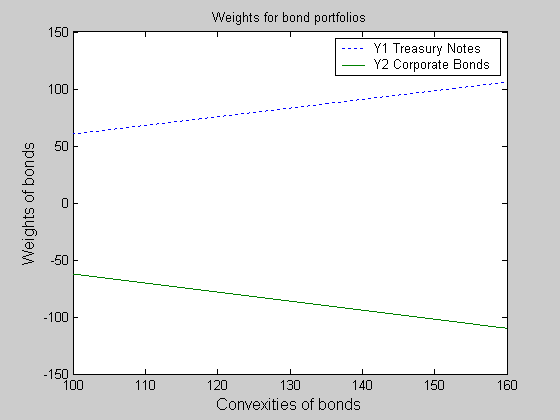 Weights for bond portfolios
Y1 Treasury Notes
Y2 Corporate Bonds
Weights of bonds
150
100
50
0
-50
-100
-150
100 110 120 130 140 150 160
Convexities of bonds